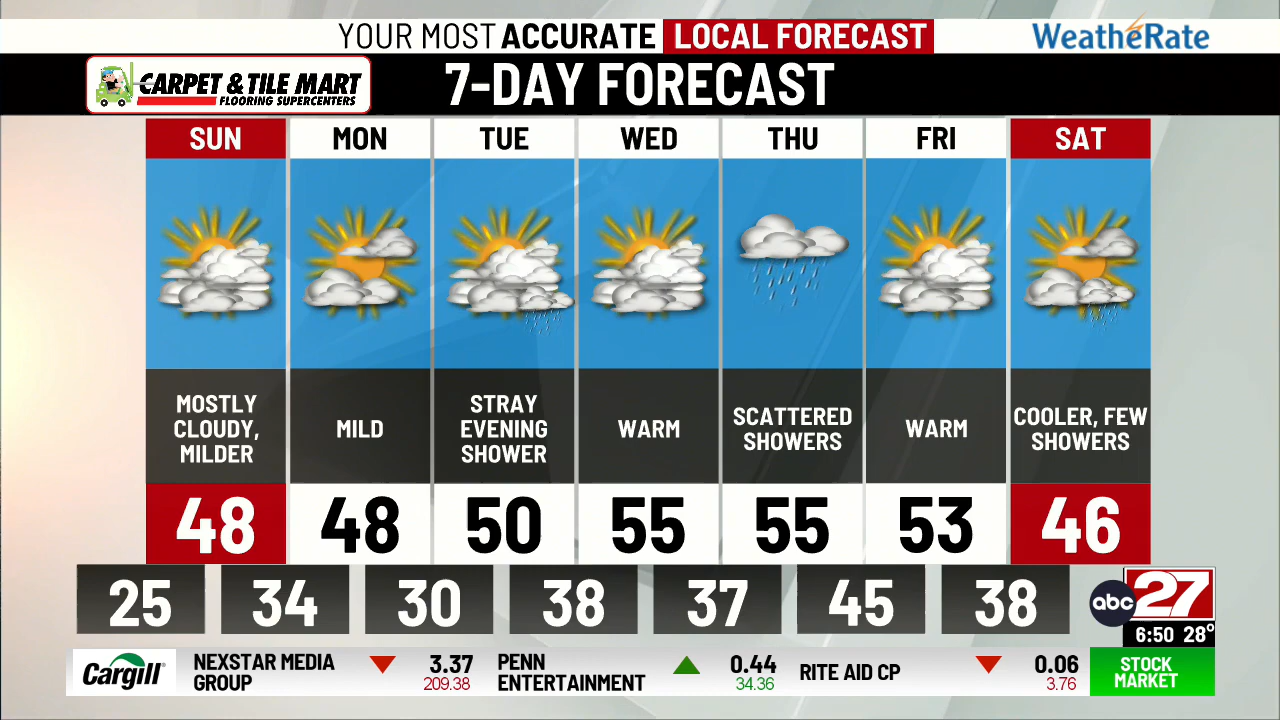 YOUR MOST ACCURATE LOCAL FORECAST
WeatheRate
CARPET & TILE MART
FLOORING SUPERCENTERS
7-DAY FORECAST
SUN MON TUE WED THU FRI SAT
MOSTLY
CLOUDY,
MILDER
MILD
STRAY
EVENING
SHOWER
WARM
SCATTERED
SHOWERS
WARM
COOLER, FEW
SHOWERS
48 48 50 55 55 53 46
25 34 30 38 37 45 38
abc 27
6:50 28°
Cargill
NEXSTAR MEDIA
GROUP
3.37
209.38
PENN
ENTERTAINMENT
0.44
34.36
RITE AID CP
0.06
3.76
STOCK
MARKET